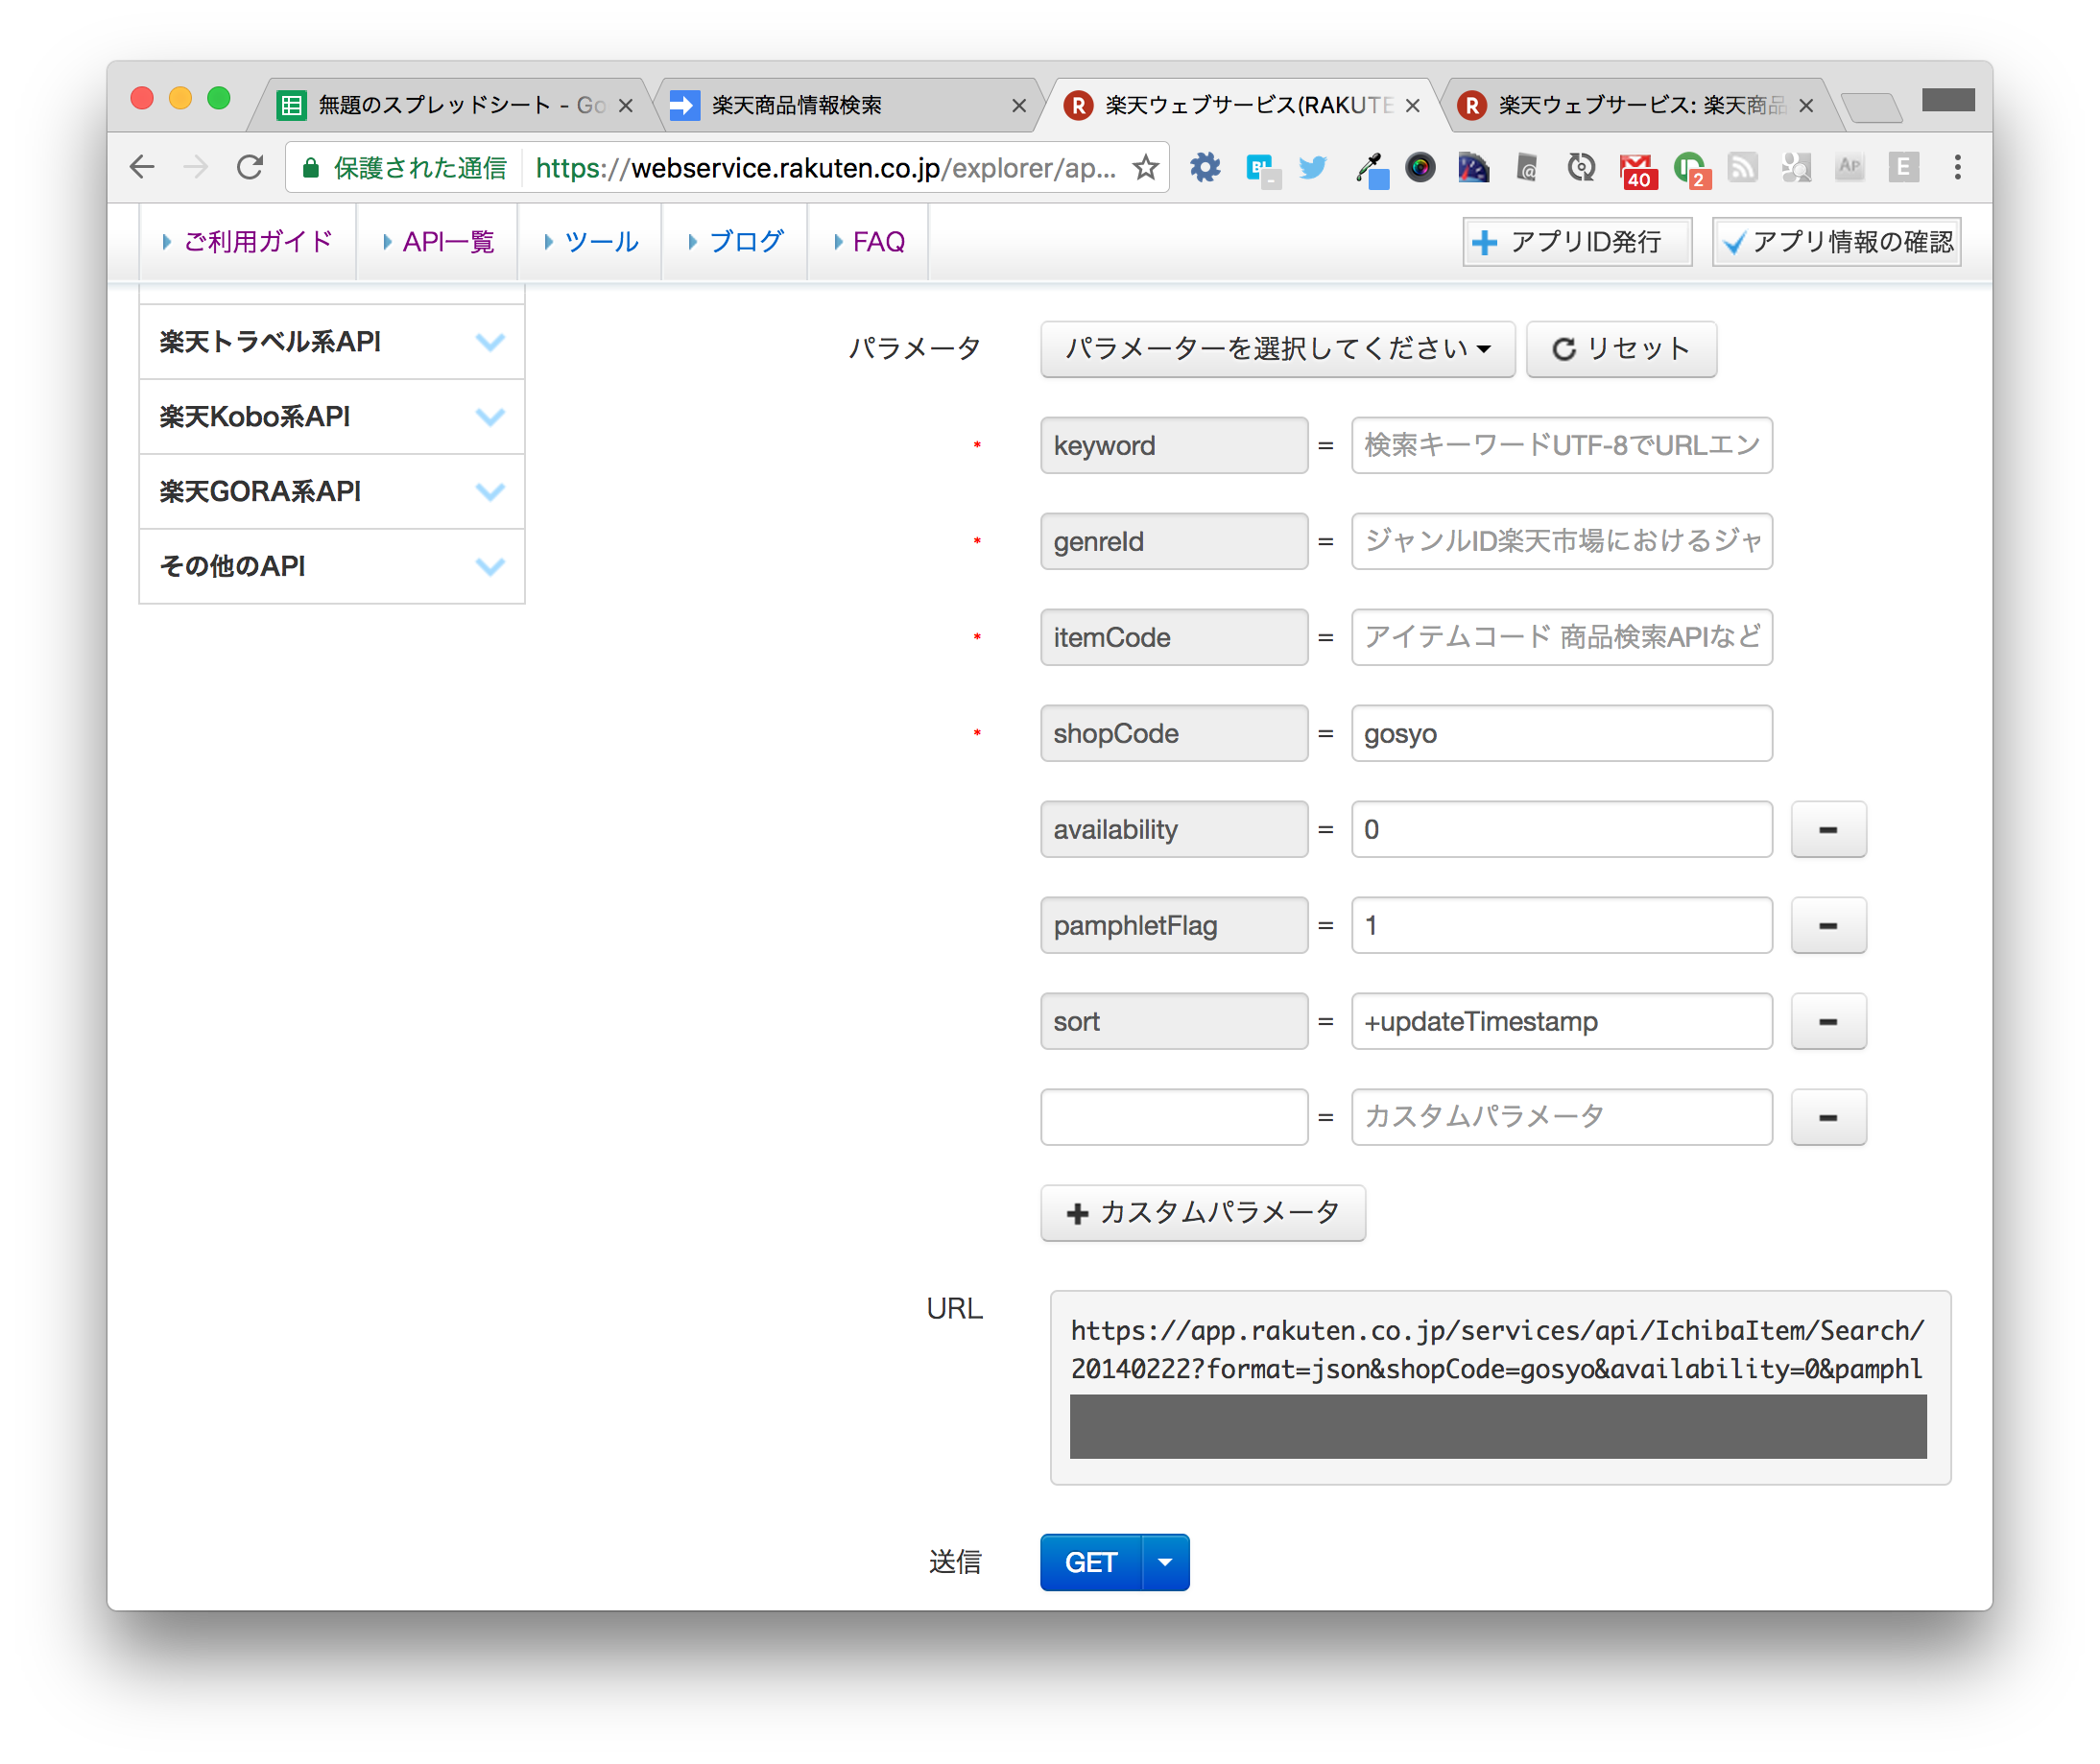 無題のスプレッドシート - Go
楽天商品情報検索
楽天ウェブサービス(RAKUTE
楽天ウェブサービス: 楽天商品
保護された通信
https://webservice.rakuten.co.jp/explorer/ap...
40
2
AP
E
ご利用ガイド
API一覧
ツール
ブログ
FAQ
アプリID発行
アプリ情報の確認
楽天トラベル系API
楽天Kobo系API
楽天GORA系API
その他のAPI
パラメータ
パラメーターを選択してください
リセット
* keyword = 検索キーワードUTF-8でURLエン
* genreId = ジャンルID楽天市場におけるジャ
* itemCode = アイテムコード 商品検索APIなど
* shopCode = gosyo
availability = 0
pamphletFlag = 1
sort = +updateTimestamp
= カスタムパラメータ
カスタムパラメータ
URL
https://app.rakuten.co.jp/services/api/IchibaItem/Search/
20140222?format=json&shopCode=gosyo&availability=0&pamphl
送信
GET